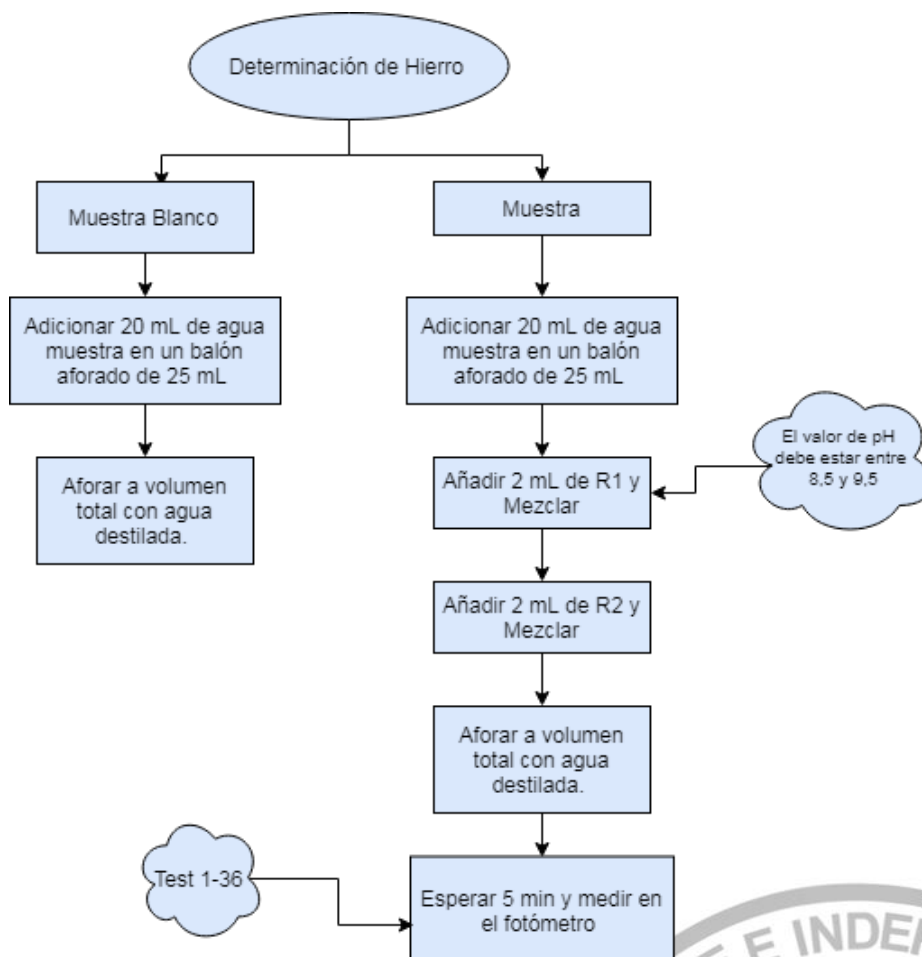 Determinación de Hierro
Muestra Blanco
Muestra
Adicionar 20 mL de agua
muestra en un balón
aforado de 25 mL
Adicionar 20 mL de agua
muestra en un balón
aforado de 25 mL
El valor de pH
debe estar entre
8,5 y 9,5
Aforar a volumen
total con agua
destilada.
Añadir 2 mL de R1 y
Mezclar
Añadir 2 mL de R2 y
Mezclar
Aforar a volumen
total con agua
destilada.
Test 1-36
Esperar 5 min y medir en
el fotómetro
E INDE